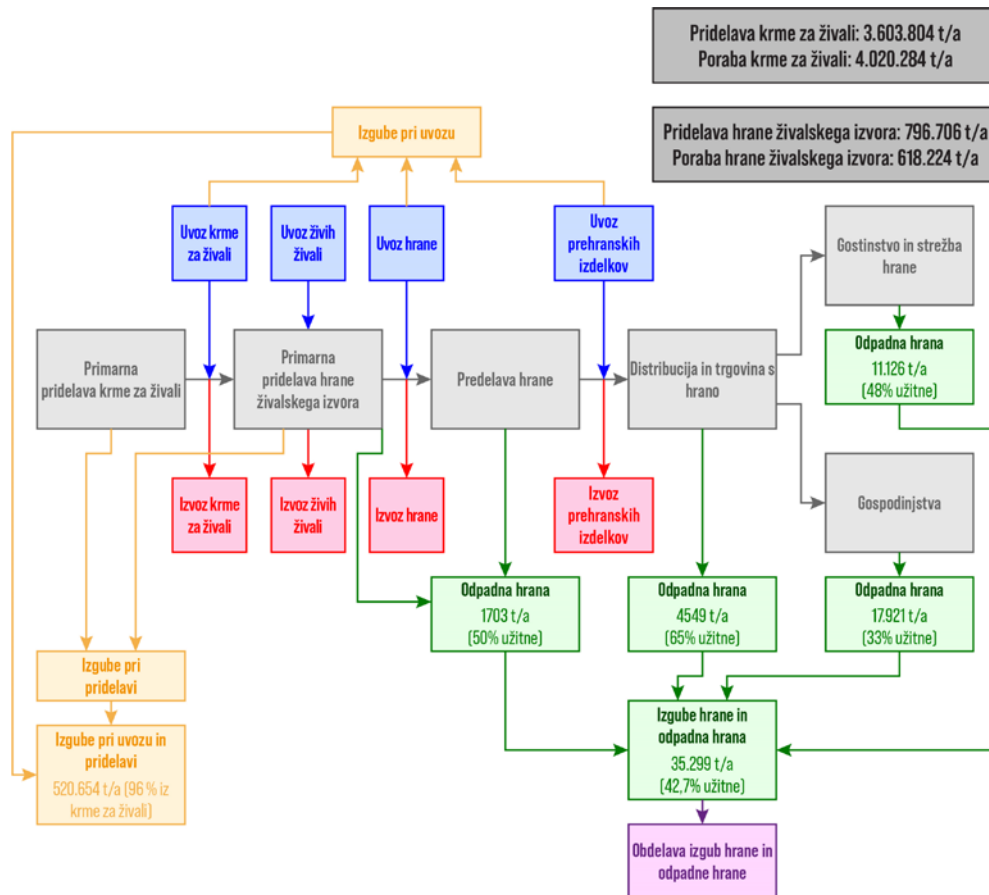 Pridelava krme za živali: 3.603.804 t/a
Poraba krme za živali: 4.020.284 t/a
Pridelava hrane živalskega izvora: 796.706 t/a
Poraba hrane živalskega izvora: 618.224 t/a
Izgube pri uvozu
Uvoz krme
za živali
Uvoz živih
živali
Uvoz hrane
Uvoz
prehranskih
izdelkov
Gostinstvo in strežba
hrane
Primarna
pridelava krme za živali
Primarna
pridelava hrane
živalskega izvora
Predelava hrane
Distribucija in trgovina s
hrano
Odpadna hrana
11.126 t/a
(48% užitne)
Izvoz krme
za živali
Izvoz živih
živali
Izvoz hrane
Izvoz
prehranskih
izdelkov
Gospodinjstva
Odpadna hrana
1703 t/a
(50% užitne)
Odpadna hrana
4549 t/a
(65% užitne)
Odpadna hrana
17.921 t/a
(33% užitne)
Izgube pri
pridelavi
Izgube pri uvozu in
pridelavi
520.654 t/a (96 % iz
krme za živali)
Izgube hrane in
odpadna hrana
35.299 t/a
(42,7% užitne)
Obdelava izgub hrane in
odpadne hrane